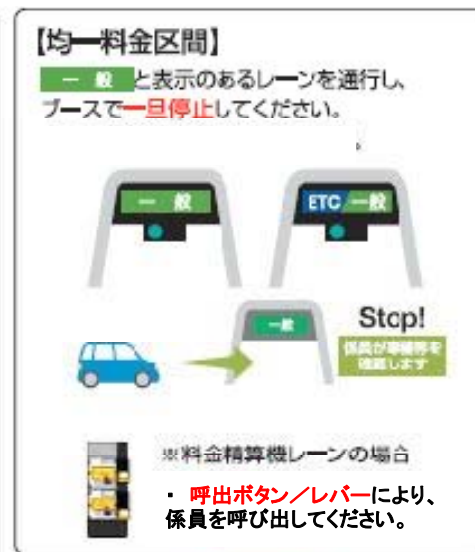 【均一料金区間】
一 般 と表示のあるレーンを通行し、
ブースで一旦停止してください。
一 般
ETC 一般
一般
Stop!
係員が車種等を
確認します
※料金精算機レーンの場合
・ 呼出ボタン／レバーにより、
係員を呼び出してください。